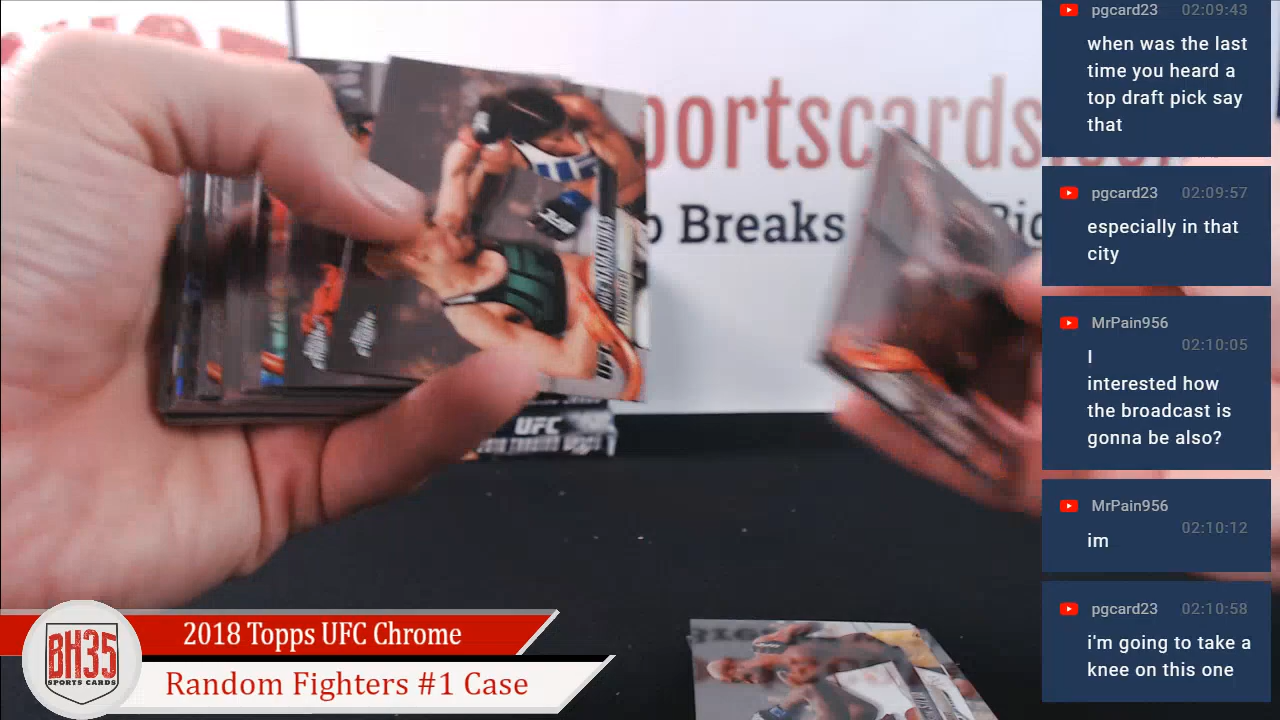 portscards
Breaks
UFC
UFC
2018 Topps UFC Chrome
BH35
SPORTS CARDS
Random Fighters #1 Case
pgcard23 02:09:43
when was the last
time you heard a
top draft pick say
that
pgcard23 02:09:57
especially in that
city
MrPain956
02:10:05
I
interested how
the broadcast is
gonna be also?
MrPain956
02:10:12
im
pgcard23 02:10:58
i'm going to take a
knee on this one